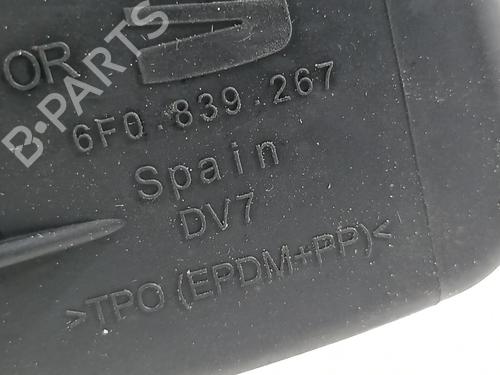 OR
6F0.839.267
Spain
DV7
>TPO(EPDM+PP)<
B-PARTS